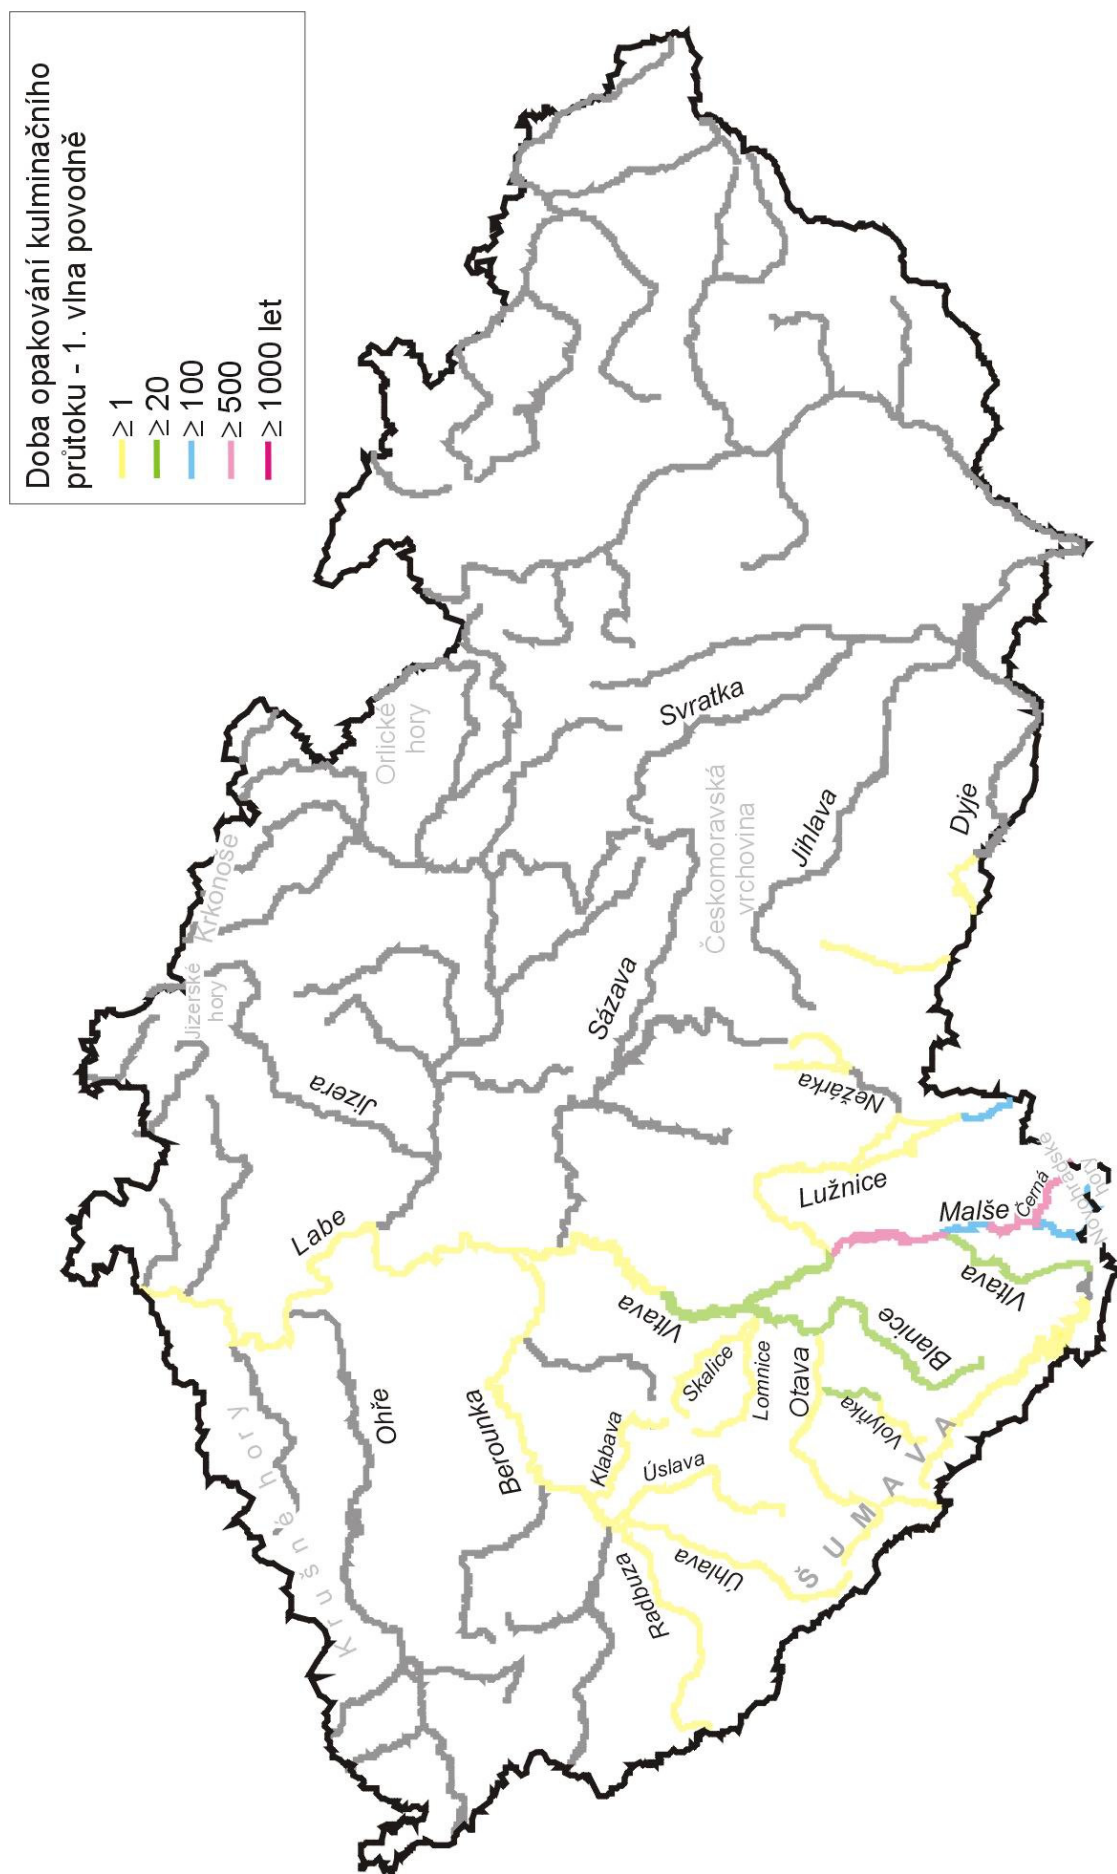 Doba opakování kulminačního
průtoku - 1. vlna povodně
≥ 1
≥ 20
≥ 100
≥ 500
≥ 1000 let
Krušné hory
Ohře
Labe
Jizerské
hory
Krkonoše
Jizera
Orlické
hory
Berounka
Klabava
Úslava
Radbuza
Úhlava
Skalice
Lomnice
Otava
Volyňka
Blanice
ŠUMAVA
Vltava
Vltava
Sázava
Lužnice
Nežárka
Malše
Černá
Novohradské
hory
Českomoravská
vrchovina
Svratka
Jihlava
Dyje